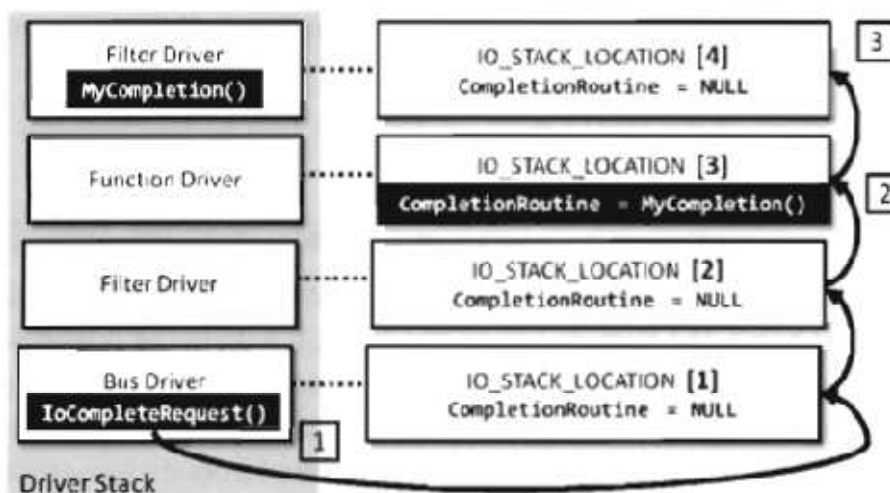 Filter Driver
MyCompletion()
IO_STACK_LOCATION [4]
CompletionRoutine = NULL
3
Function Driver
IO_STACK_LOCATION [3]
CompletionRoutine = MyCompletion()
2
Filter Driver
IO_STACK_LOCATION [2]
CompletionRoutine = NULL
Bus Driver
IoCompleteRequest()
1
IO_STACK_LOCATION [1]
CompletionRoutine = NULL
Driver Stack